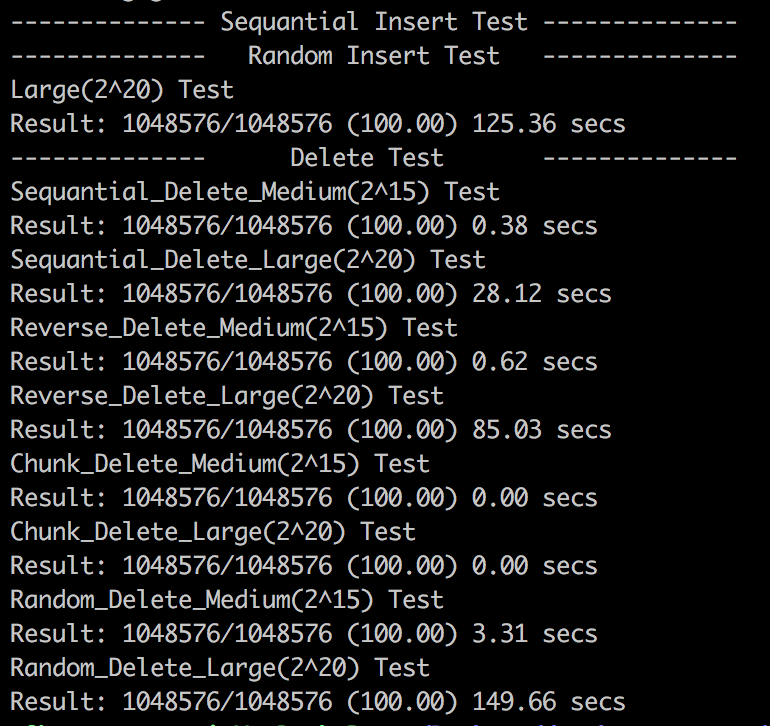 -------------- Sequantial Insert Test --------------
--------------   Random Insert Test   --------------
Large(2^20) Test
Result: 1048576/1048576 (100.00) 125.36 secs
--------------      Delete Test       --------------
Sequantial_Delete_Medium(2^15) Test
Result: 1048576/1048576 (100.00) 0.38 secs
Sequantial_Delete_Large(2^20) Test
Result: 1048576/1048576 (100.00) 28.12 secs
Reverse_Delete_Medium(2^15) Test
Result: 1048576/1048576 (100.00) 0.62 secs
Reverse_Delete_Large(2^20) Test
Result: 1048576/1048576 (100.00) 85.03 secs
Chunk_Delete_Medium(2^15) Test
Result: 1048576/1048576 (100.00) 0.00 secs
Chunk_Delete_Large(2^20) Test
Result: 1048576/1048576 (100.00) 0.00 secs
Random_Delete_Medium(2^15) Test
Result: 1048576/1048576 (100.00) 3.31 secs
Random_Delete_Large(2^20) Test
Result: 1048576/1048576 (100.00) 149.66 secs